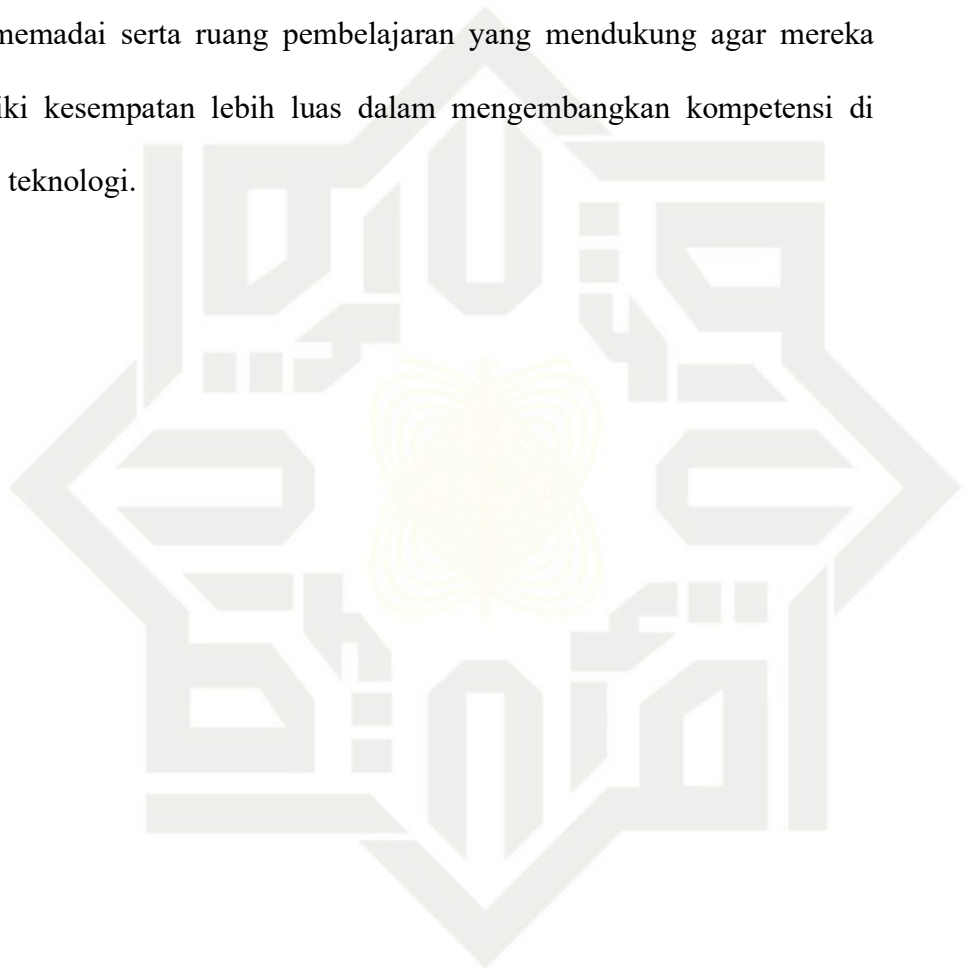 memadai serta ruang pembelajaran yang mendukung agar mereka
iki kesempatan lebih luas dalam mengembangkan kompetensi di
teknologi.